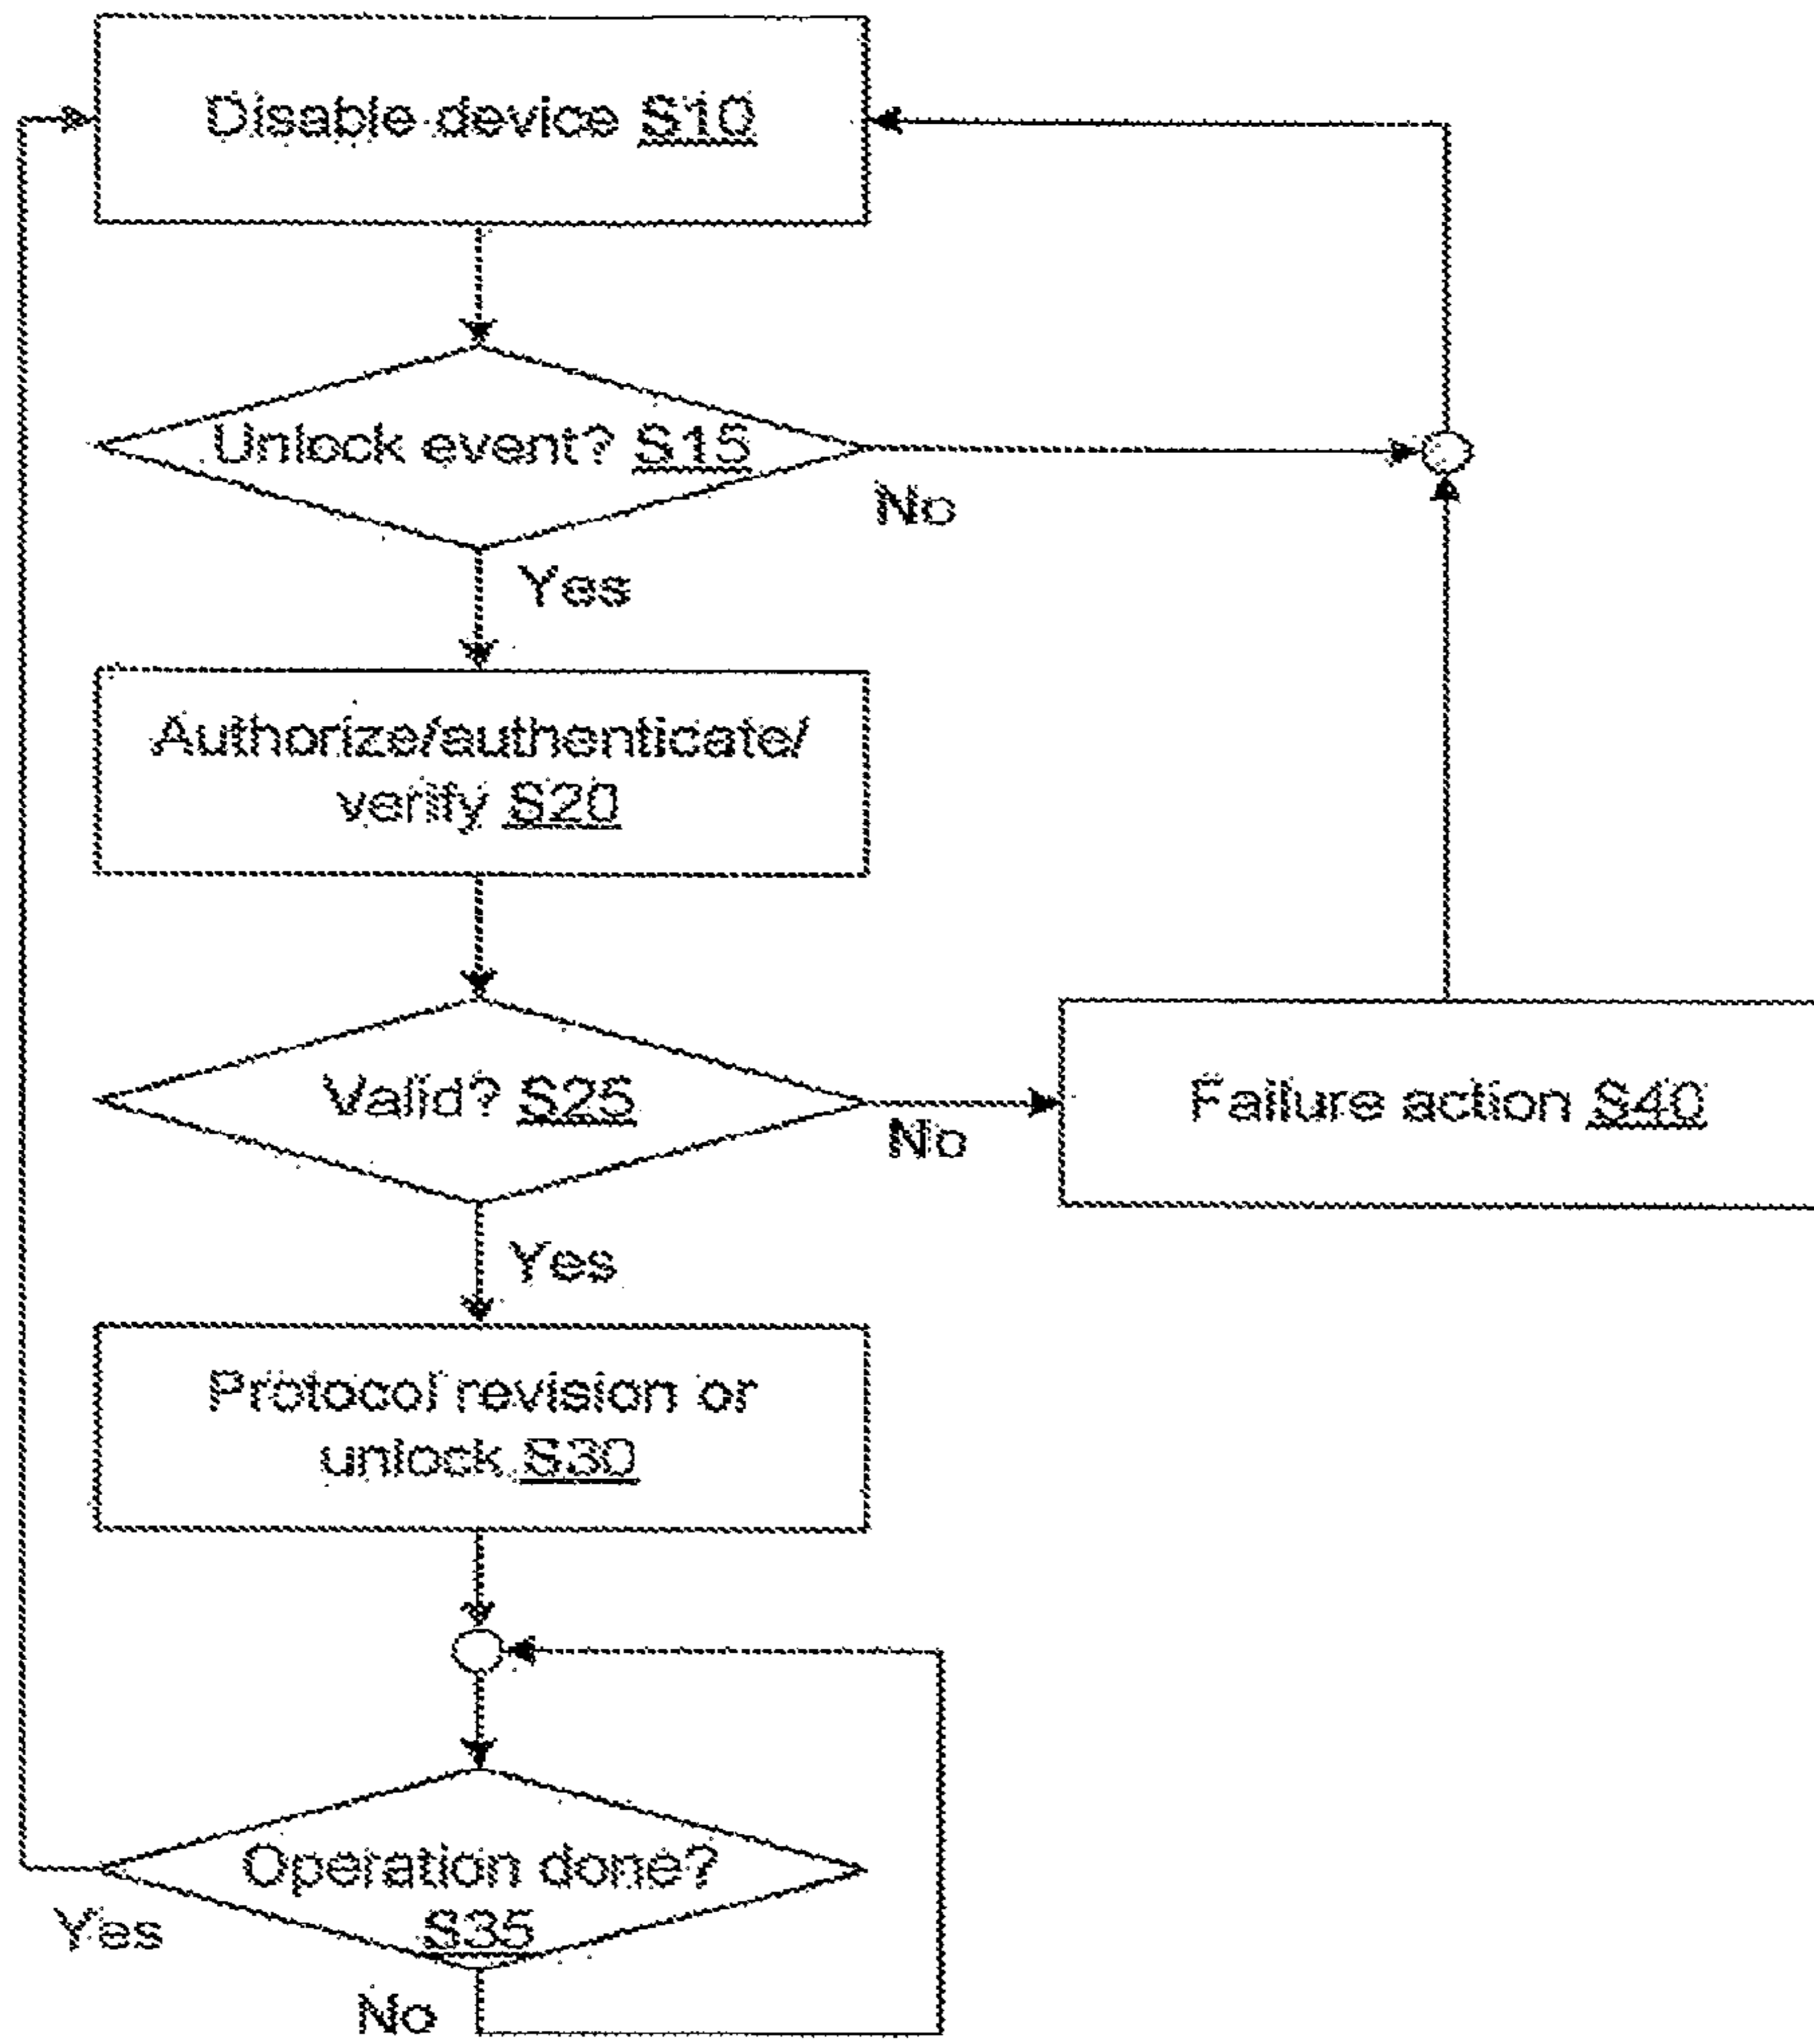 Disable device S10
Unlock event? S15
No
Yes
Authorize/authenticate/
verify S20
Valid? S25
No
Failure action S40
Yes
Protocol revision or
unlock S30
Operation done?
S35
Yes
No